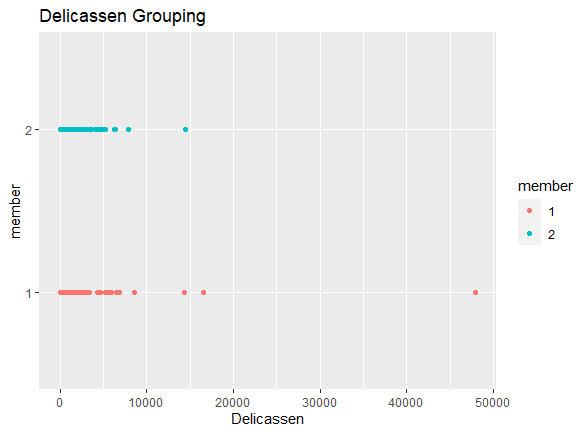 Delicassen Grouping
member
2
1
0 10000 20000 30000 40000 50000
Delicassen
member
1
2